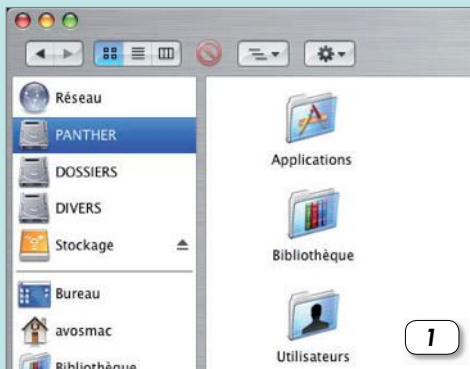 Réseau
PANTHER
DOSSIERS
DIVERS
Stockage
Bureau
avosmac
Bibliothèque
Applications
Bibliothèque
Utilisateurs
1